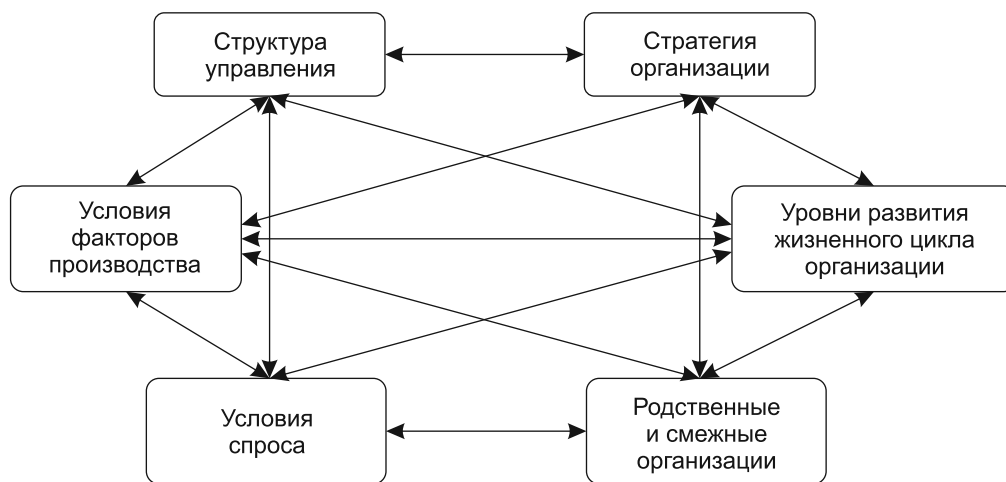 Структура
управления
Стратегия
организации
Условия
факторов
производства
Уровни развития
жизненного цикла
организации
Условия
спроса
Родственные
и смежные
организации